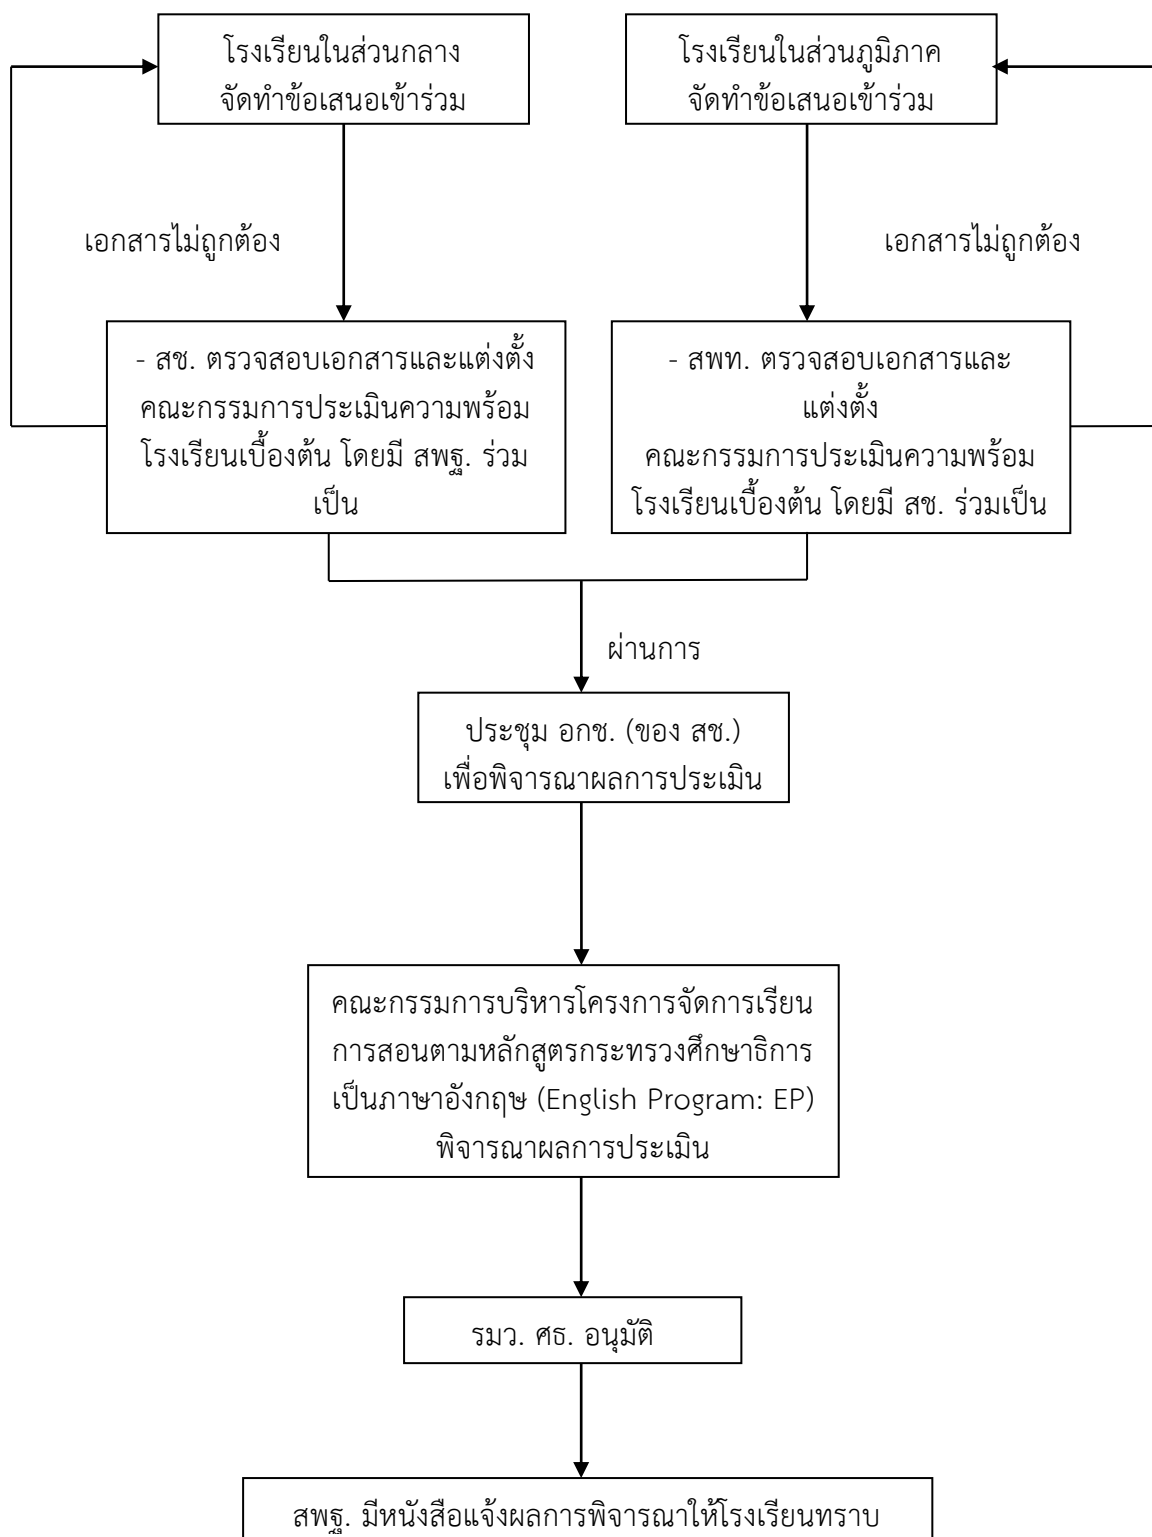 โรงเรียนในส่วนกลาง
จัดทำข้อเสนอเข้าร่วม
โรงเรียนในส่วนภูมิภาค
จัดทำข้อเสนอเข้าร่วม
เอกสารไม่ถูกต้อง
เอกสารไม่ถูกต้อง
- สช. ตรวจสอบเอกสารและแต่งตั้ง
คณะกรรมการประเมินความพร้อม
โรงเรียนเบื้องต้น โดยมี สพฐ. ร่วม
เป็น
- สพท. ตรวจสอบเอกสารและ
แต่งตั้ง
คณะกรรมการประเมินความพร้อม
โรงเรียนเบื้องต้น โดยมี สช. ร่วมเป็น
ผ่านการ
ประชุม อกช. (ของ สช.)
เพื่อพิจารณาผลการประเมิน
คณะกรรมการบริหารโครงการจัดการเรียน
การสอนตามหลักสูตรกระทรวงศึกษาธิการ
เป็นภาษาอังกฤษ (English Program: EP)
พิจารณาผลการประเมิน
รมว. ศธ. อนุมัติ
สพฐ. มีหนังสือแจ้งผลการพิจารณาให้โรงเรียนทราบ